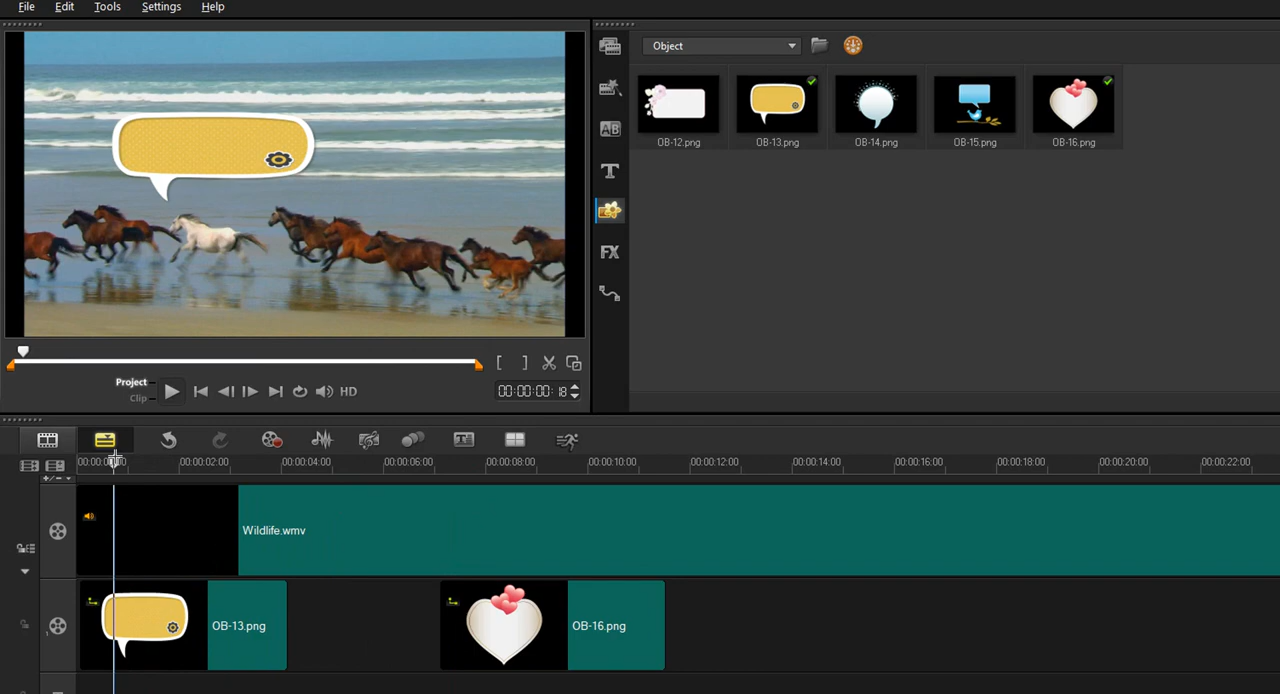 File Edit Tools Settings Help
Object
OB-12.png OB-13.png OB-14.png OB-15.png OB-16.png
AB
T
FX
Project
Clip
HD
00:00:00:18
00:00:02:00 00:00:04:00 00:00:06:00 00:00:08:00 00:00:10:00 00:00:12:00 00:00:14:00 00:00:16:00 00:00:18:00 00:00:20:00 00:00:22:00
Wildlife.wmv
1
OB-13.png OB-16.png